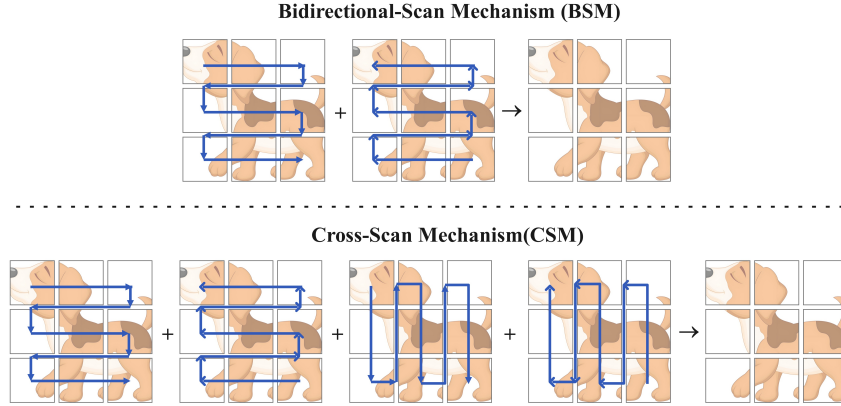 Bidirectional-Scan Mechanism (BSM)
+ →
Cross-Scan Mechanism(CSM)
+ + + →